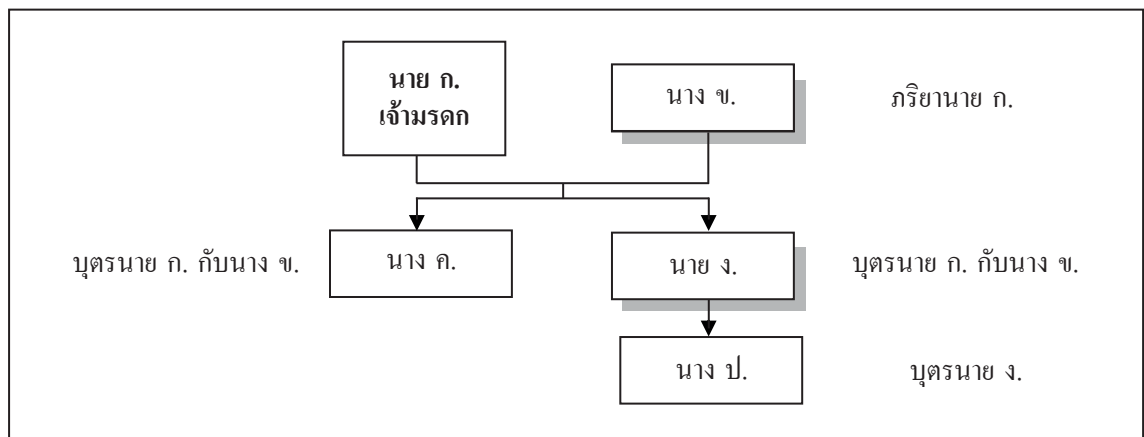 นาย ก.
เจ้ามรดก
นาง ข.
ภริยานาย ก.
บุตรนาย ก. กับนาง ข.
นาง ค.
นาย ง.
บุตรนาย ก. กับนาง ข.
นาง ป.
บุตรนาย ง.